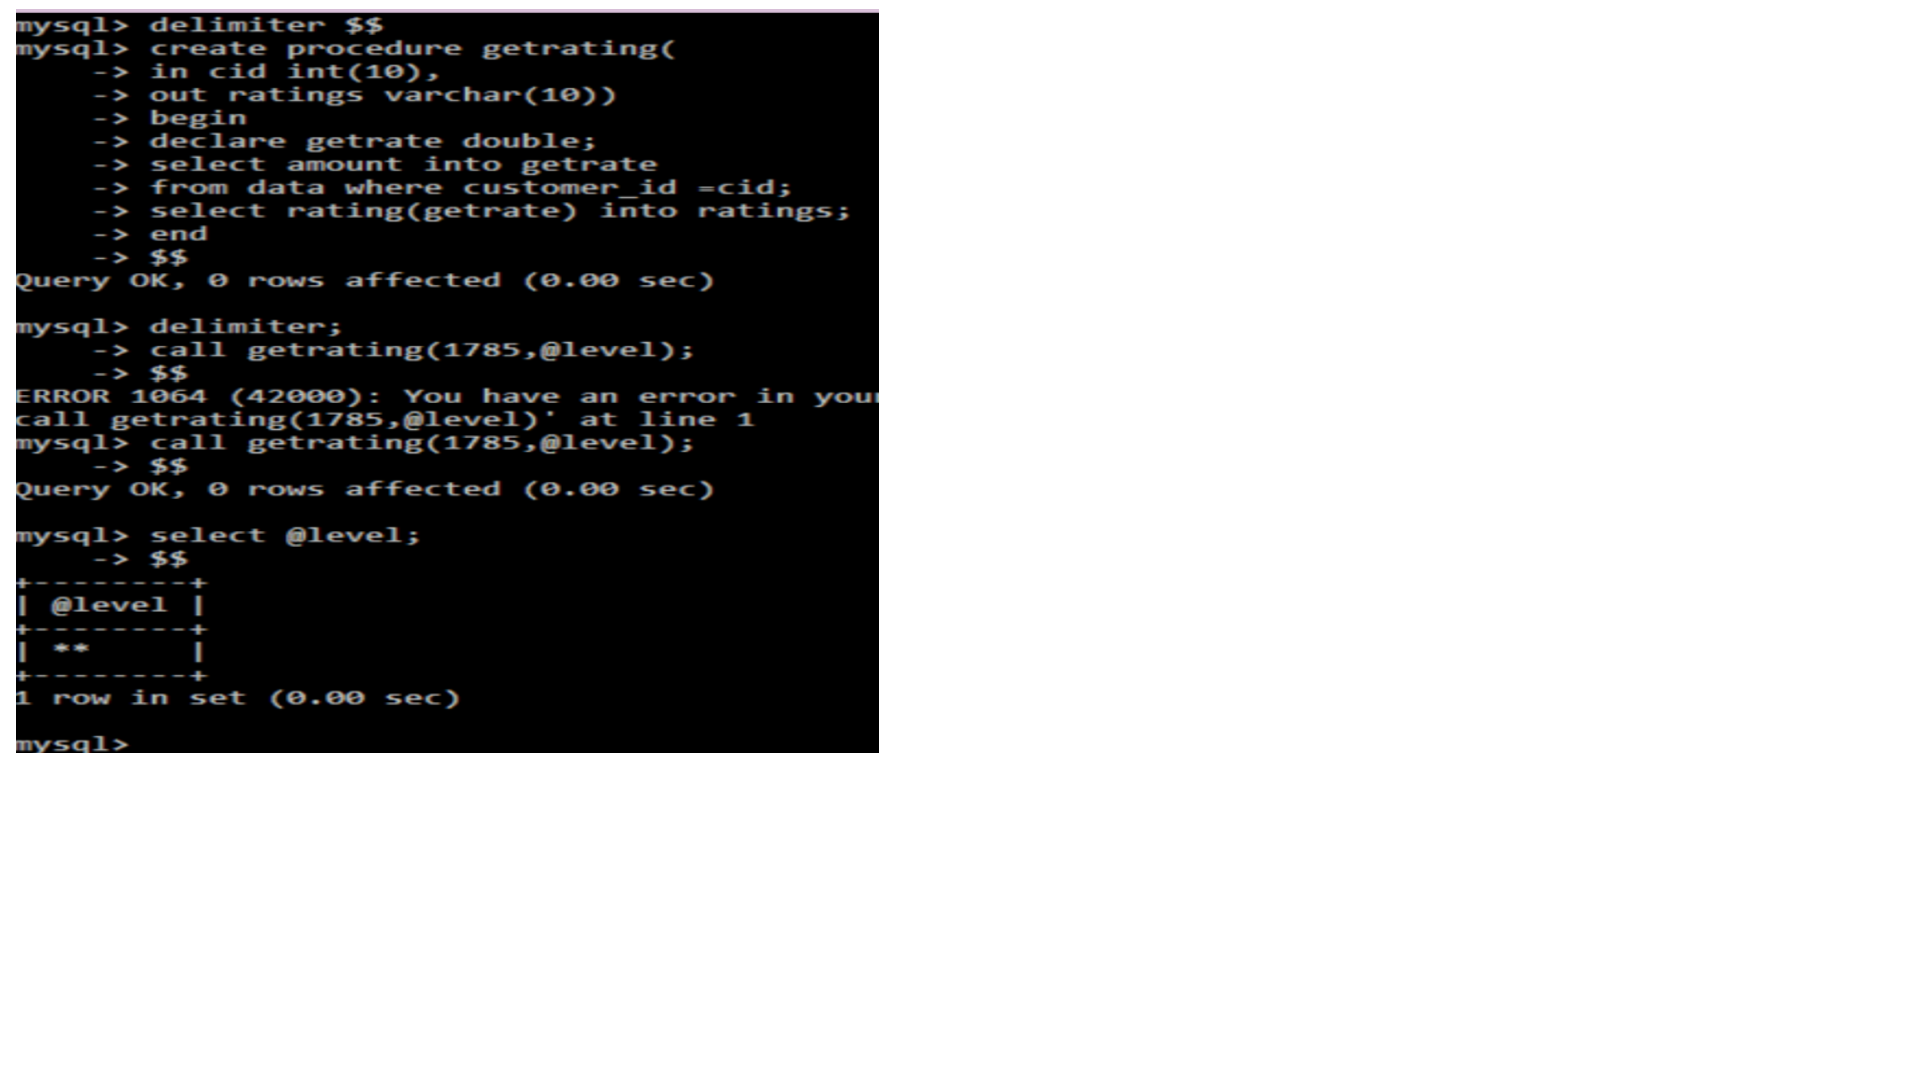 mysql> delimiter $$
mysql> create procedure getrating(
-> in cid int(10),
-> out ratings varchar(10))
-> begin
-> declare getrate double;
-> select amount into getrate
-> from data where customer_id =cid;
-> select rating(getrate) into ratings;
-> end
-> $$
Query OK, 0 rows affected (0.00 sec)
mysql> delimiter;
-> call getrating(1785,@level);
-> $$
ERROR 1064 (42000): You have an error in your
call getrating(1785,@level)' at line 1
mysql> call getrating(1785,@level);
-> $$
Query OK, 0 rows affected (0.00 sec)
mysql> select @level;
-> $$
+--------+
| @level |
+--------+
| **     |
+--------+
1 row in set (0.00 sec)
mysql>